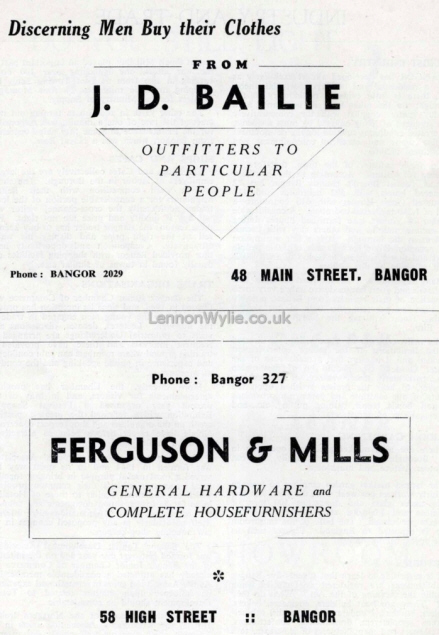 Discerning Men Buy their Clothes
FROM
J. D. BAILIE
OUTFITTERS TO
PARTICULAR
PEOPLE
Phone : BANGOR 2029
48 MAIN STREET. BANGOR
LennonWylie.co.uk
Phone : Bangor 327
FERGUSON & MILLS
GENERAL HARDWARE and
COMPLETE HOUSEFURNISHERS
*
58 HIGH STREET :: BANGOR